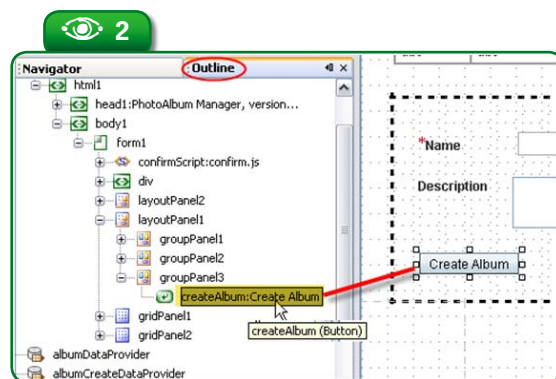 2
Navigator
Outline
html1
head1:PhotoAlbum Manager, version...
body1
form1
confirmScript:confirm.js
div
layoutPanel2
layoutPanel1
groupPanel1
groupPanel2
groupPanel3
createAlbum:Create Album
createAlbum (Button)
gridPanel1
gridPanel2
albumDataProvider
albumCreateDataProvider
*Name
Description
Create Album